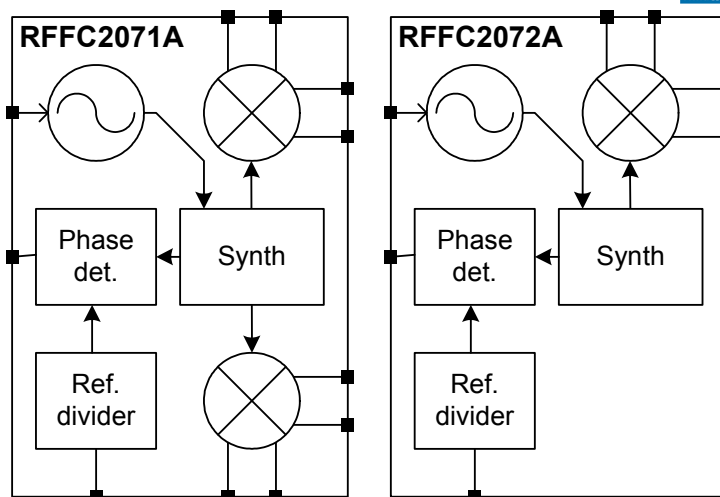 RFFC2071A
Phase
det.
Synth
Ref.
divider
RFFC2072A
Phase
det.
Synth
Ref.
divider